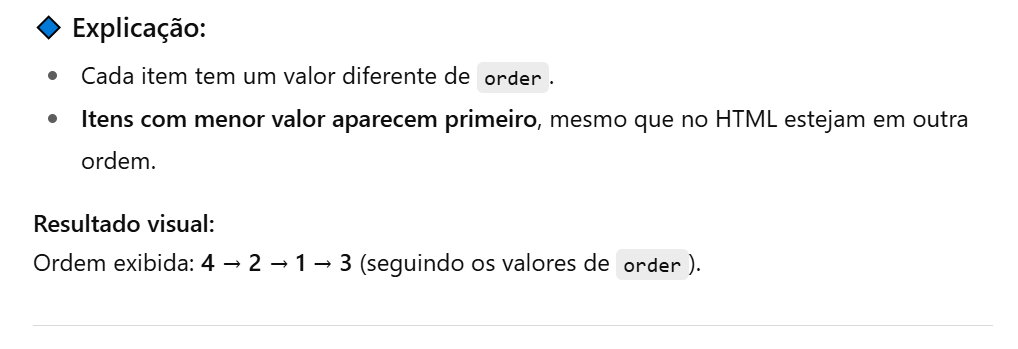 Explicação:
Cada item tem um valor diferente de order.
Itens com menor valor aparecem primeiro, mesmo que no HTML estejam em outra
ordem.
Resultado visual:
Ordem exibida: 4 → 2 → 1 → 3 (seguindo os valores de order).